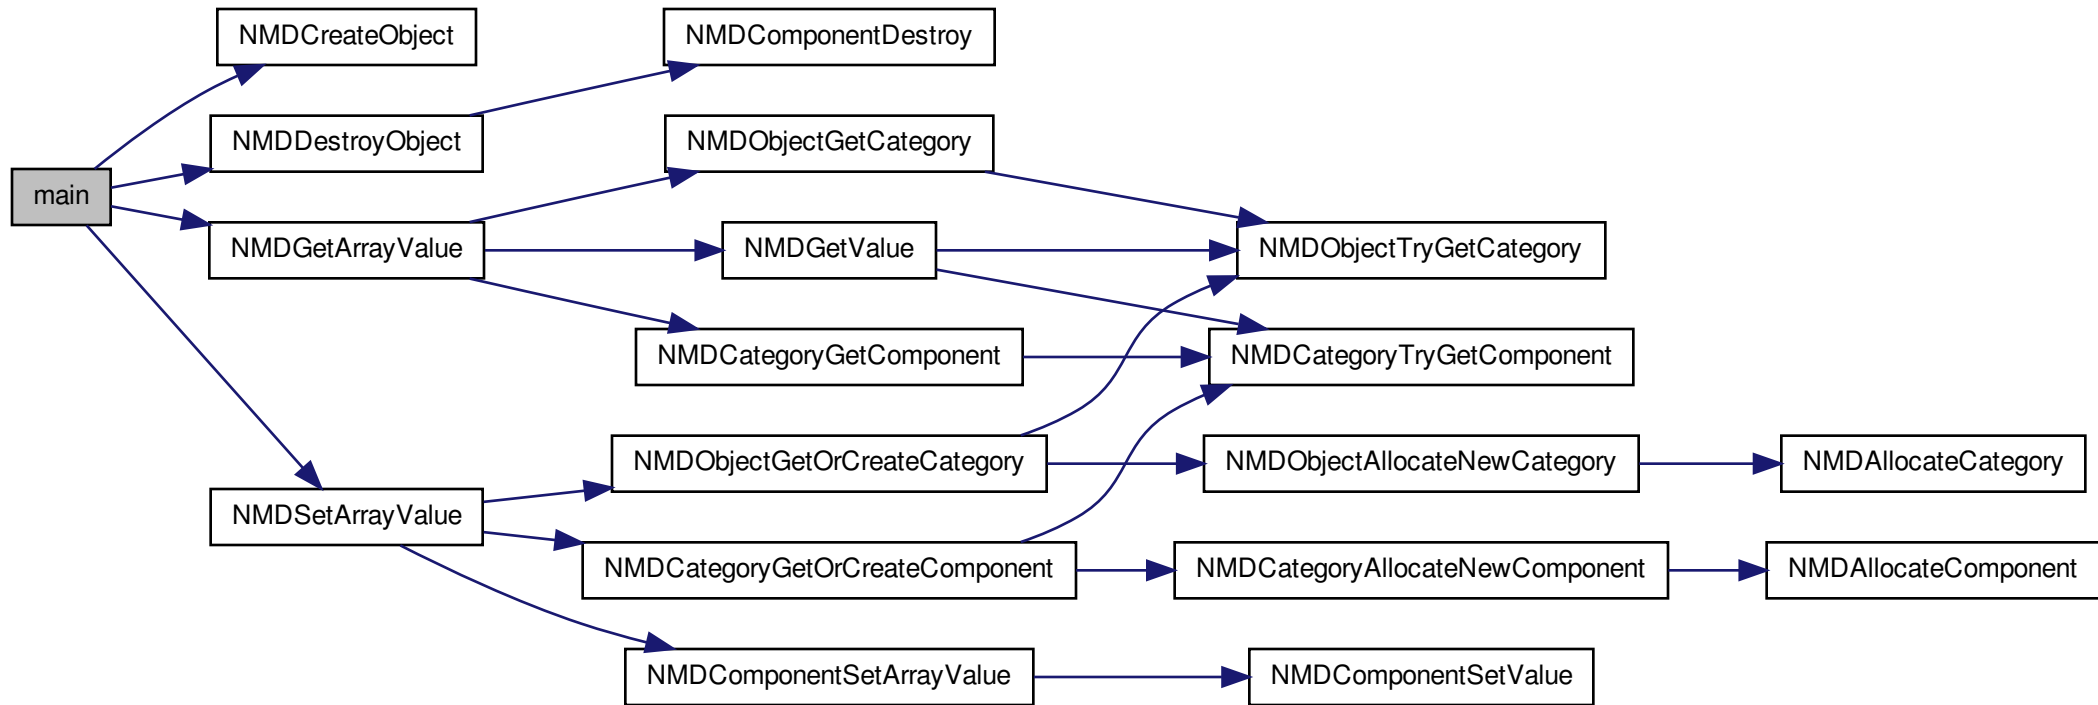 main
NMDCreateObject
NMDDestroyObject
NMDGetArrayValue
NMDSetArrayValue
NMDComponentDestroy
NMDObjectGetCategory
NMDGetValue
NMDCategoryGetComponent
NMDObjectGetOrCreateCategory
NMDCategoryGetOrCreateComponent
NMDComponentSetArrayValue
NMDObjectTryGetCategory
NMDCategoryTryGetComponent
NMDObjectAllocateNewCategory
NMDCategoryAllocateNewComponent
NMDComponentSetValue
NMDAllocateCategory
NMDAllocateComponent